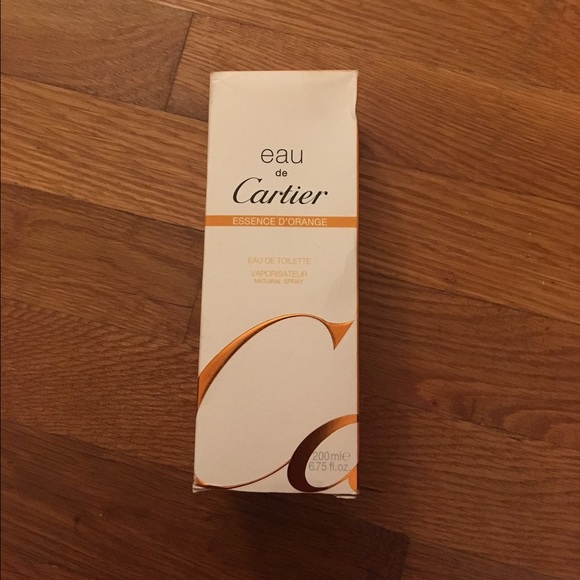 eau
de
Cartier
ESSENCE D'ORANGE
EAU DE TOILETTE
VAPORISATEUR
NATURAL SPRAY
200ml℮
6.75 fl.oz.